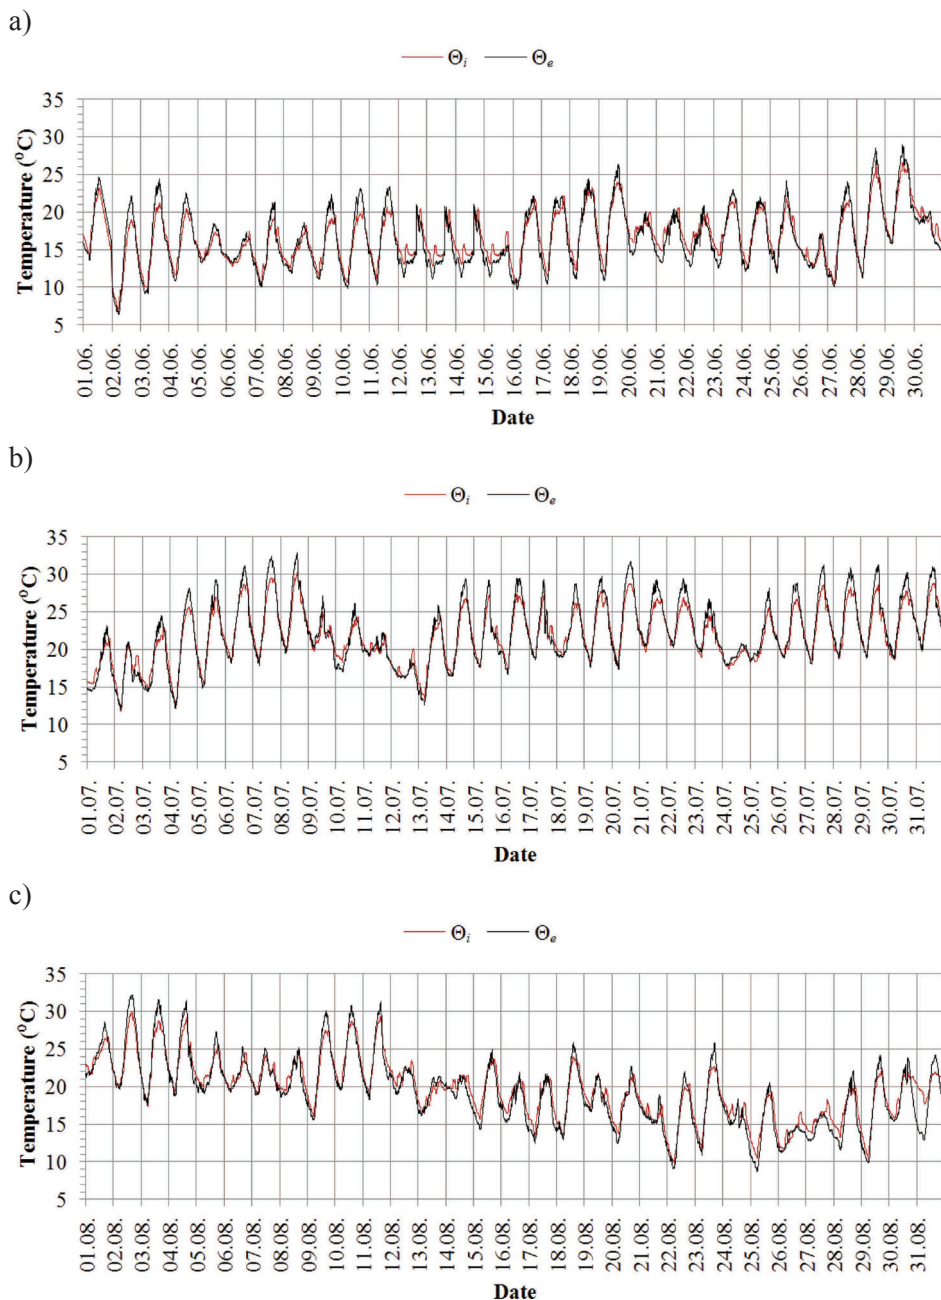 a)
Θi Θe
35
30
25
20
15
10
5
Temperature (⁰C)
01.06. 02.06. 03.06. 04.06. 05.06. 06.06. 07.06. 08.06. 09.06. 10.06. 11.06. 12.06. 13.06. 14.06. 15.06. 16.06. 17.06. 18.06. 19.06. 20.06. 21.06. 22.06. 23.06. 24.06. 25.06. 26.06. 27.06. 28.06. 29.06. 30.06.
Date
b)
Θi Θe
35
30
25
20
15
10
5
Temperature (⁰C)
01.07. 02.07. 03.07. 04.07. 05.07. 06.07. 07.07. 08.07. 09.07. 10.07. 11.07. 12.07. 13.07. 14.07. 15.07. 16.07. 17.07. 18.07. 19.07. 20.07. 21.07. 22.07. 23.07. 24.07. 25.07. 26.07. 27.07. 28.07. 29.07. 30.07. 31.07.
Date
c)
Θi Θe
35
30
25
20
15
10
5
Temperature (⁰C)
01.08. 02.08. 03.08. 04.08. 05.08. 06.08. 07.08. 08.08. 09.08. 10.08. 11.08. 12.08. 13.08. 14.08. 15.08. 16.08. 17.08. 18.08. 19.08. 20.08. 21.08. 22.08. 23.08. 24.08. 25.08. 26.08. 27.08. 28.08. 29.08. 30.08. 31.08.
Date